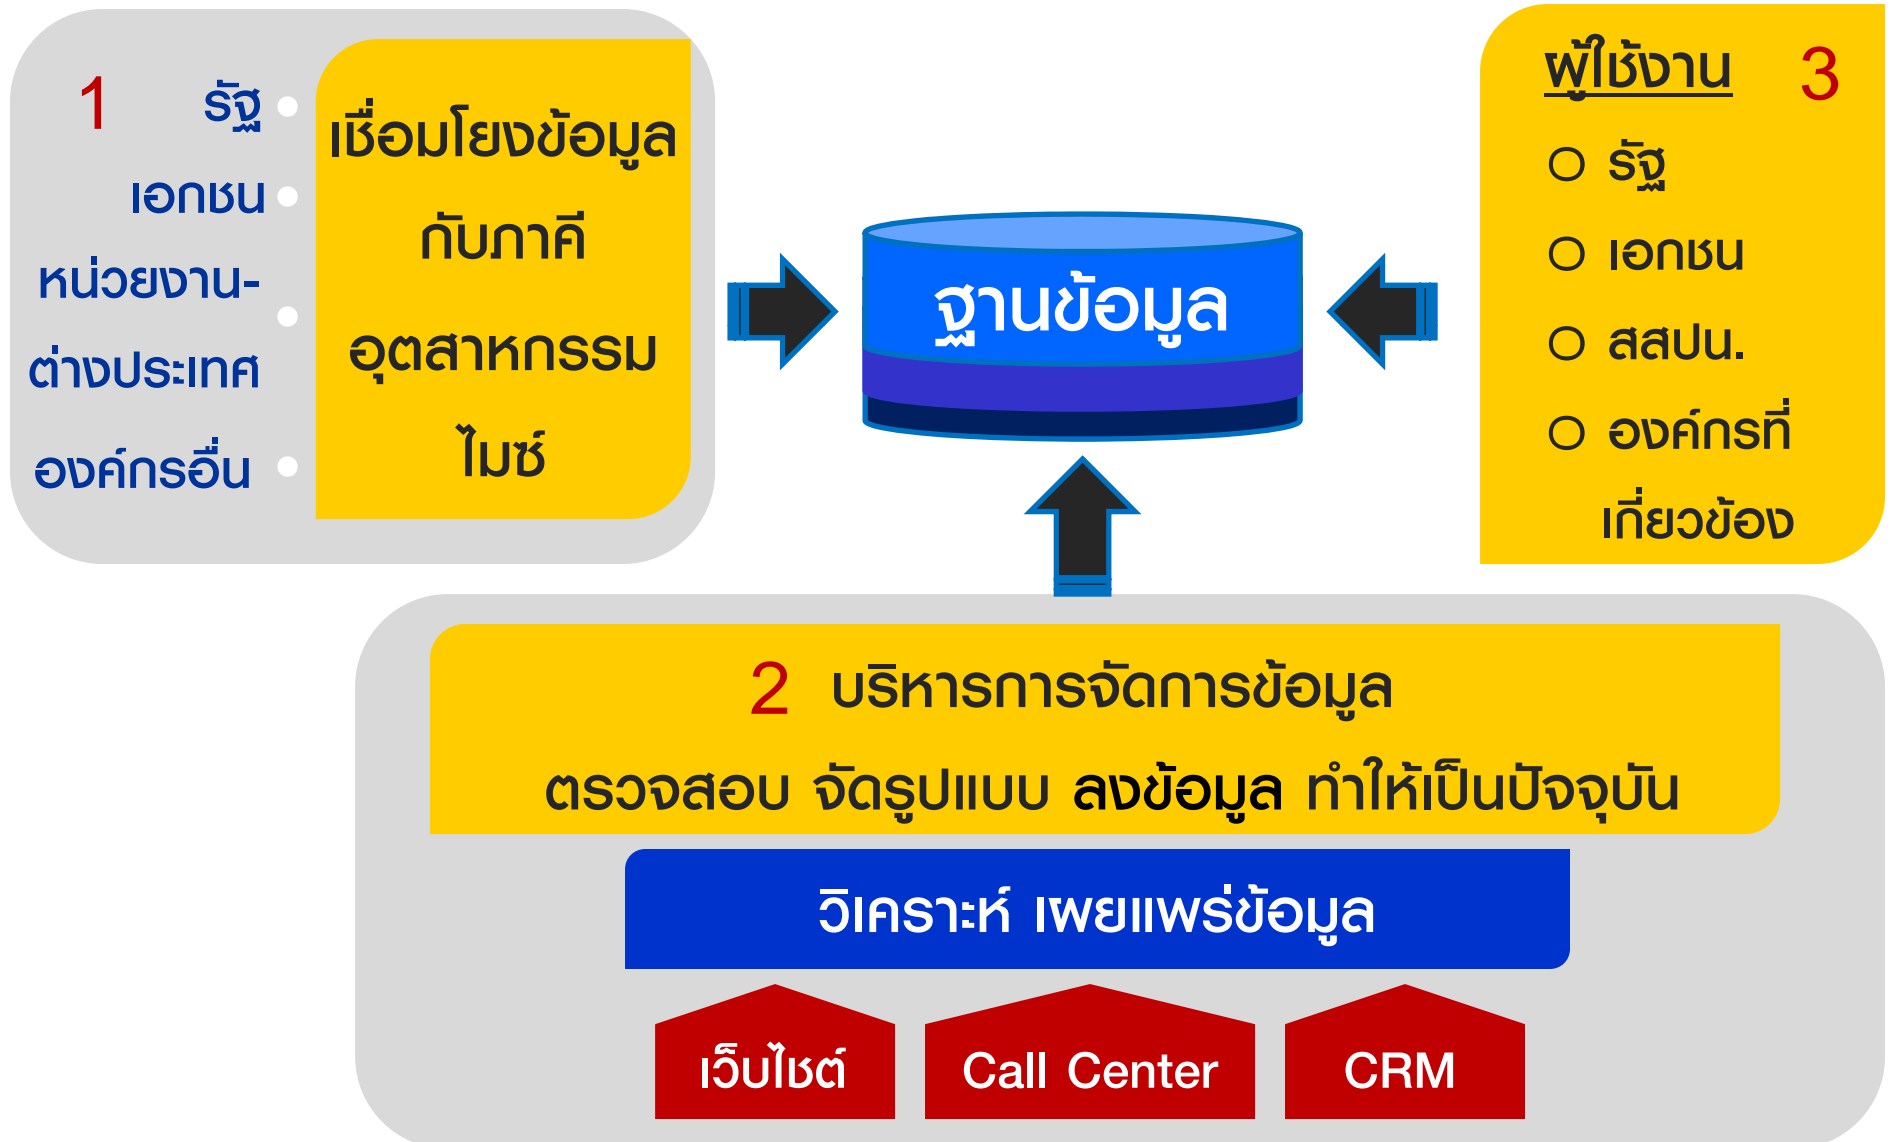 1
รัฐ
เอกชน
หน่วยงาน-
ต่างประเทศ
องค์กรอื่น
เชื่อมโยงข้อมูล
กับภาคี
อุตสาหกรรม
ไมซ์
ฐานข้อมูล
ผู้ใช้งาน 3
รัฐ
เอกชน
สสปน.
องค์กรที่
เกี่ยวข้อง
2 บริหารการจัดการข้อมูล
ตรวจสอบ จัดรูปแบบ ลงข้อมูล ทำให้เป็นปัจจุบัน
วิเคราะห์ เผยแพร่ข้อมูล
เว็บไซต์ Call Center CRM